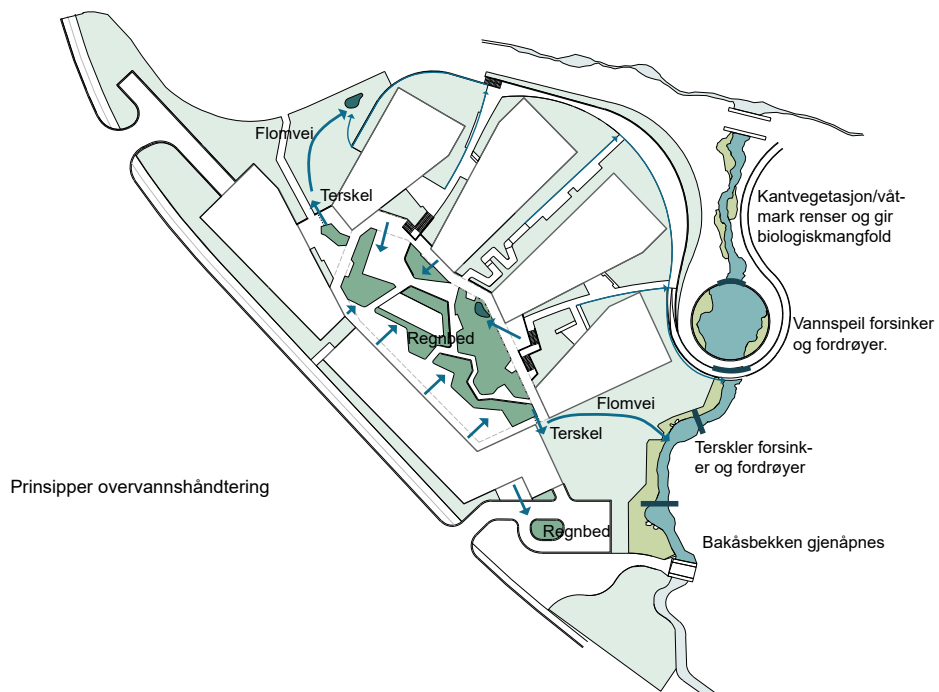 Flomvei
Terskel
Kantvegetasjon/våt-
mark renser og gir
biologiskmangfold
Vannspeil forsinker
og fordrøyer.
Regnbed
Flomvei
Terskel
Terskler forsink-
er og fordrøyer
Prinsipper overvannshåndtering
Regnbed
Bakåsbekken gjenåpnes